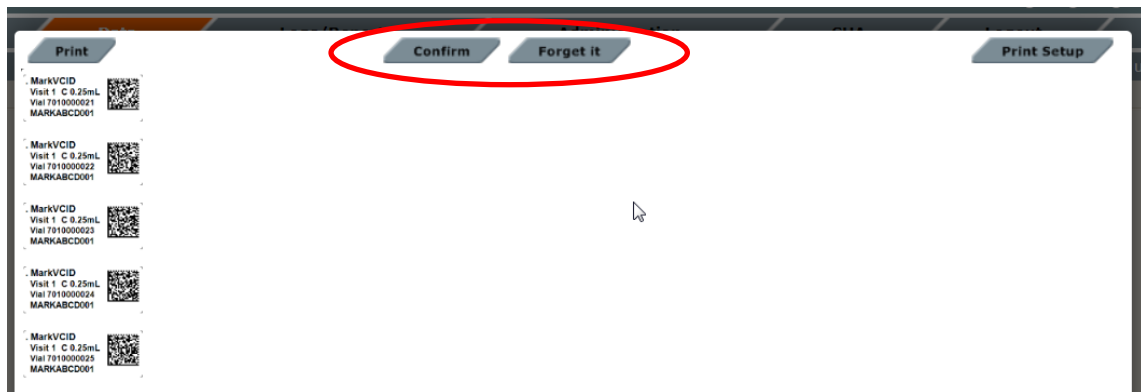 Print
Confirm
Forget it
Print Setup
. MarkVCID
Visit 1 C 0.25mL
Vial 7010000021
MARKABCD001
. MarkVCID
Visit 1 C 0.25mL
Vial 7010000022
MARKABCD001
. MarkVCID
Visit 1 C 0.25mL
Vial 7010000023
MARKABCD001
. MarkVCID
Visit 1 C 0.25mL
Vial 7010000024
MARKABCD001
. MarkVCID
Visit 1 C 0.25mL
Vial 7010000025
MARKABCD001